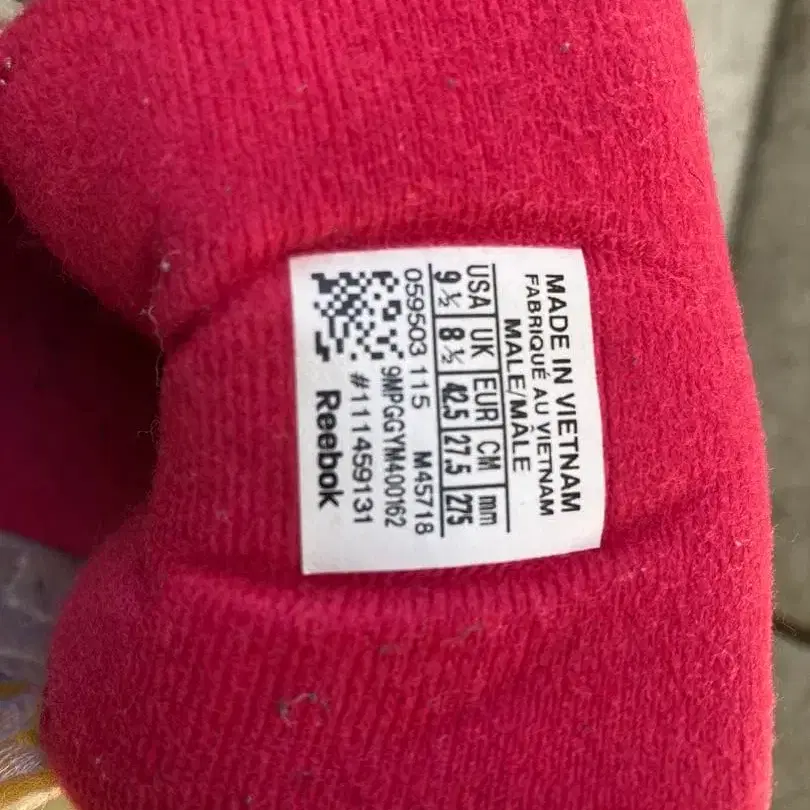 MADE IN VIETNAM
FABRIQUÉ AU VIETNAM
MALE/MÂLE
USA UK EUR CM mm
9 ½ 8 ½ 42.5 27.5 275
059503 115 M45718
9MPGGYM400162
#111459131
Reebok